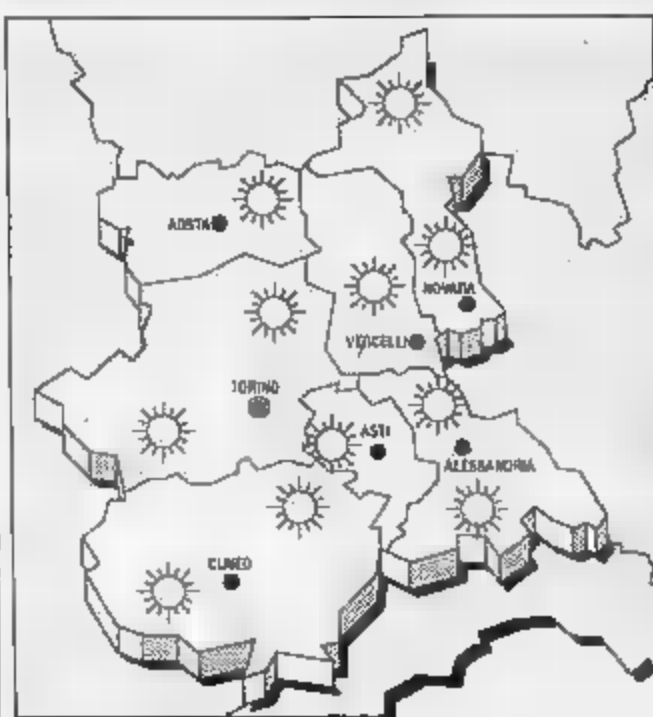 AOSTA
NOVARA
VERCELLI
TORINO
ASTI
ALESSANDRIA
CUNEO